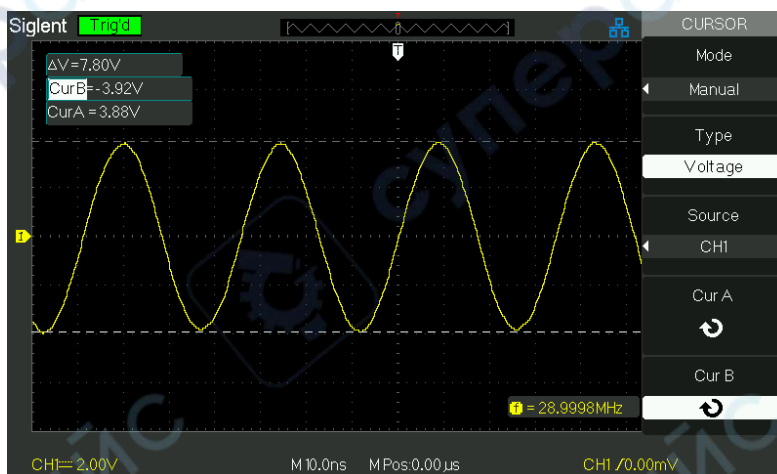 Siglent Trig'd
T
ΔV=7.80V
CurB=-3.92V
CurA =3.88V
CURSOR
Mode
Manual
Type
Voltage
Source
CH1
Cur A
Cur B
1
f = 28.9998MHz
CH1 2.00V M10.0ns M Pos:0.00µs CH1 /0.00mV